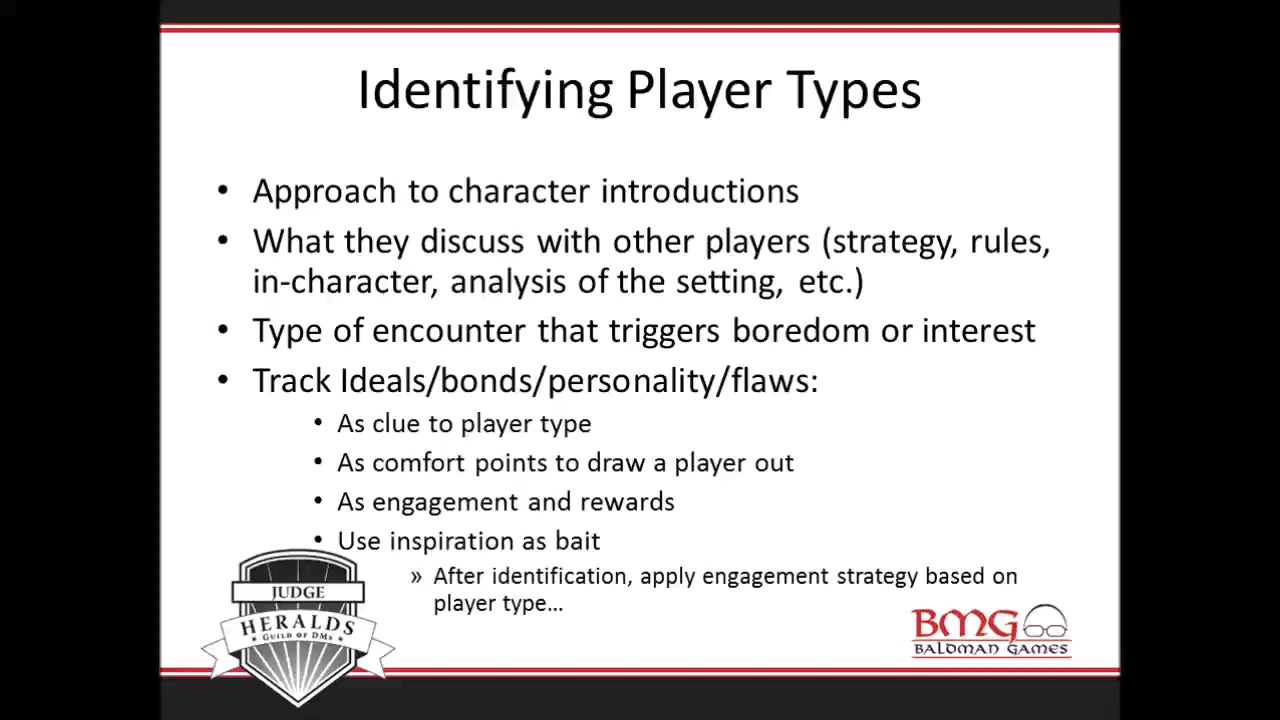 Identifying Player Types
• Approach to character introductions
• What they discuss with other players (strategy, rules,
in-character, analysis of the setting, etc.)
• Type of encounter that triggers boredom or interest
• Track Ideals/bonds/personality/flaws:
• As clue to player type
• As comfort points to draw a player out
• As engagement and rewards
• Use inspiration as bait
» After identification, apply engagement strategy based on
player type...
JUDGE
HERALDS
GUILD OF DMs
BMG
BALDMAN GAMES